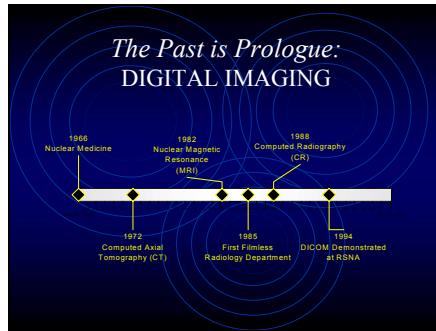 The Past is Prologue:
DIGITAL IMAGING
1966
Nuclear Medicine
1982
Nuclear Magnetic
Resonance
(MRI)
1988
Computed Radiography
(CR)
1972
Computed Axial
Tomography (CT)
1985
First Filmless
Radiology Department
1994
DICOM Demonstrated
at RSNA